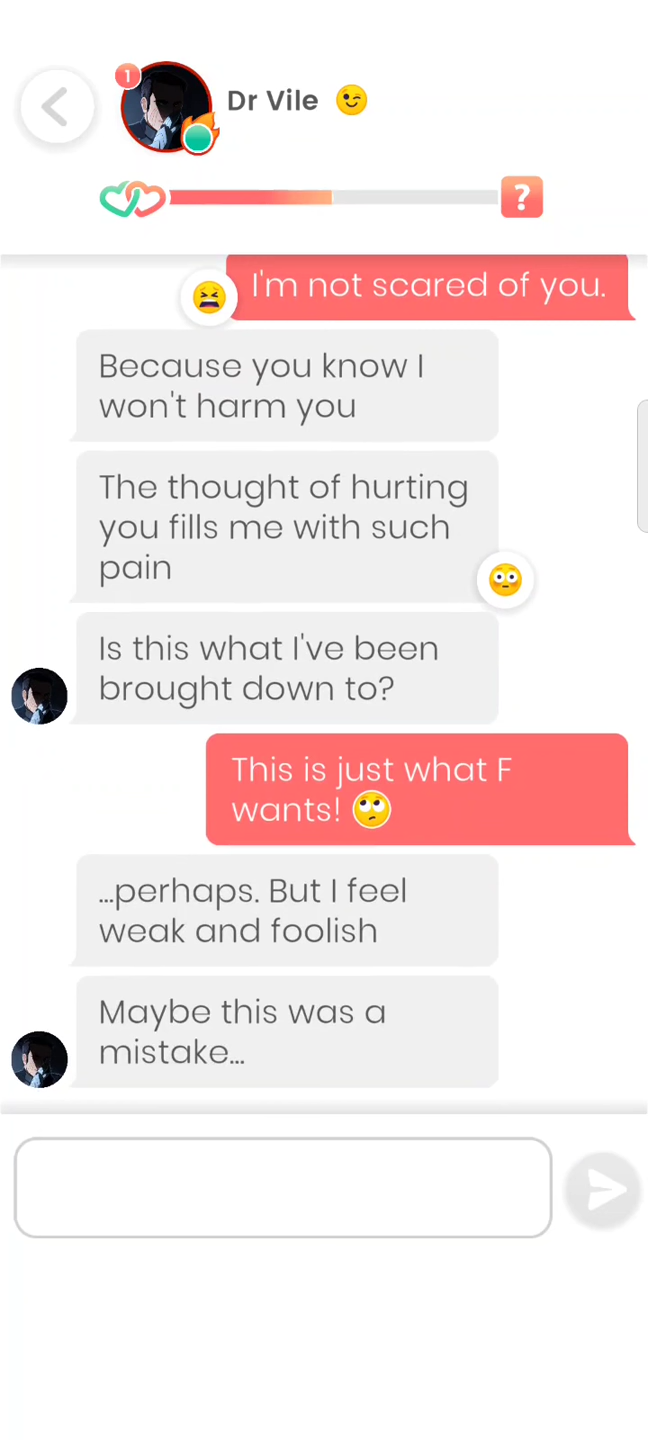 1
Dr Vile 😉
?
I'm not scared of you.
Because you know I
won't harm you
The thought of hurting
you fills me with such
pain
Is this what I've been
brought down to?
This is just what F
wants! 🙄
...perhaps. But I feel
weak and foolish
Maybe this was a
mistake...